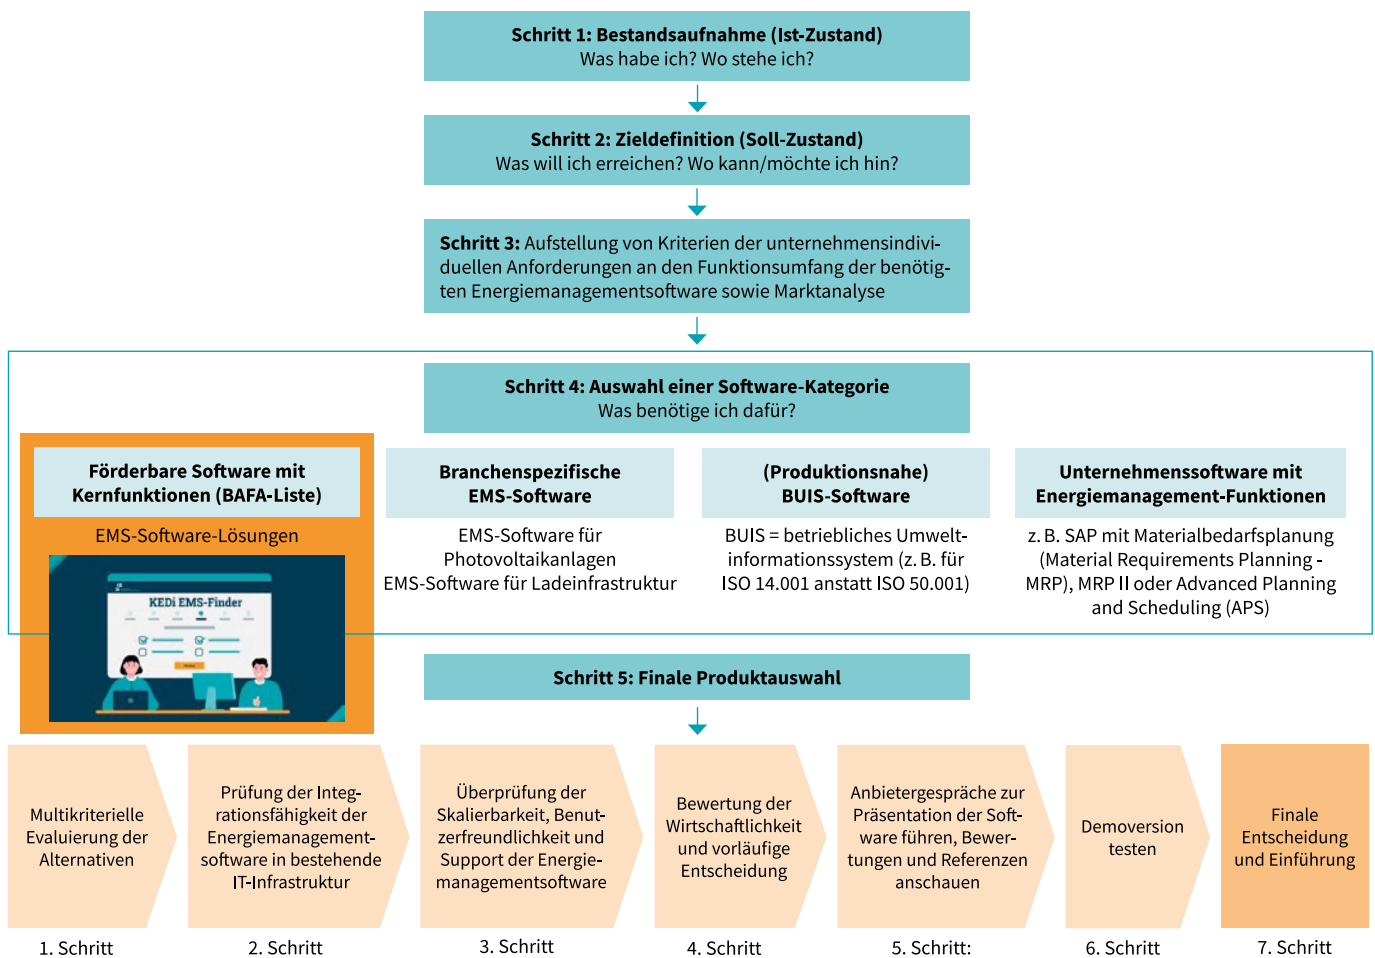 Schritt 1: Bestandsaufnahme (Ist-Zustand)
Was habe ich? Wo stehe ich?
Schritt 2: Zieldefinition (Soll-Zustand)
Was will ich erreichen? Wo kann/möchte ich hin?
Schritt 3: Aufstellung von Kriterien der unternehmensindivi-
duellen Anforderungen an den Funktionsumfang der benötig-
ten Energiemanagementsoftware sowie Marktanalyse
Schritt 4: Auswahl einer Software-Kategorie
Was benötige ich dafür?
Förderbare Software mit
Kernfunktionen (BAFA-Liste)
EMS-Software-Lösungen
KEDi EMS-Finder
Branchenspezifische
EMS-Software
EMS-Software für
Photovoltaikanlagen
EMS-Software für Ladeinfrastruktur
(Produktionsnahe)
BUIS-Software
BUIS = betriebliches Umwelt-
informationssystem (z. B. für
ISO 14.001 anstatt ISO 50.001)
Unternehmenssoftware mit
Energiemanagement-Funktionen
z. B. SAP mit Materialbedarfsplanung
(Material Requirements Planning -
MRP), MRP II oder Advanced Planning
and Scheduling (APS)
Schritt 5: Finale Produktauswahl
Multikriterielle
Evaluierung der
Alternativen
1. Schritt
Prüfung der Integ-
rationsfähigkeit der
Energiemanagement-
software in bestehende
IT-Infrastruktur
2. Schritt
Überprüfung der
Skalierbarkeit, Benut-
zerfreundlichkeit und
Support der Energie-
managementsoftware
3. Schritt
Bewertung der
Wirtschaftlichkeit
und vorläufige
Entscheidung
4. Schritt
Anbietergespräche zur
Präsentation der Soft-
ware führen, Bewer-
tungen und Referenzen
anschauen
5. Schritt:
Demoversion
testen
6. Schritt
Finale
Entscheidung
und Einführung
7. Schritt